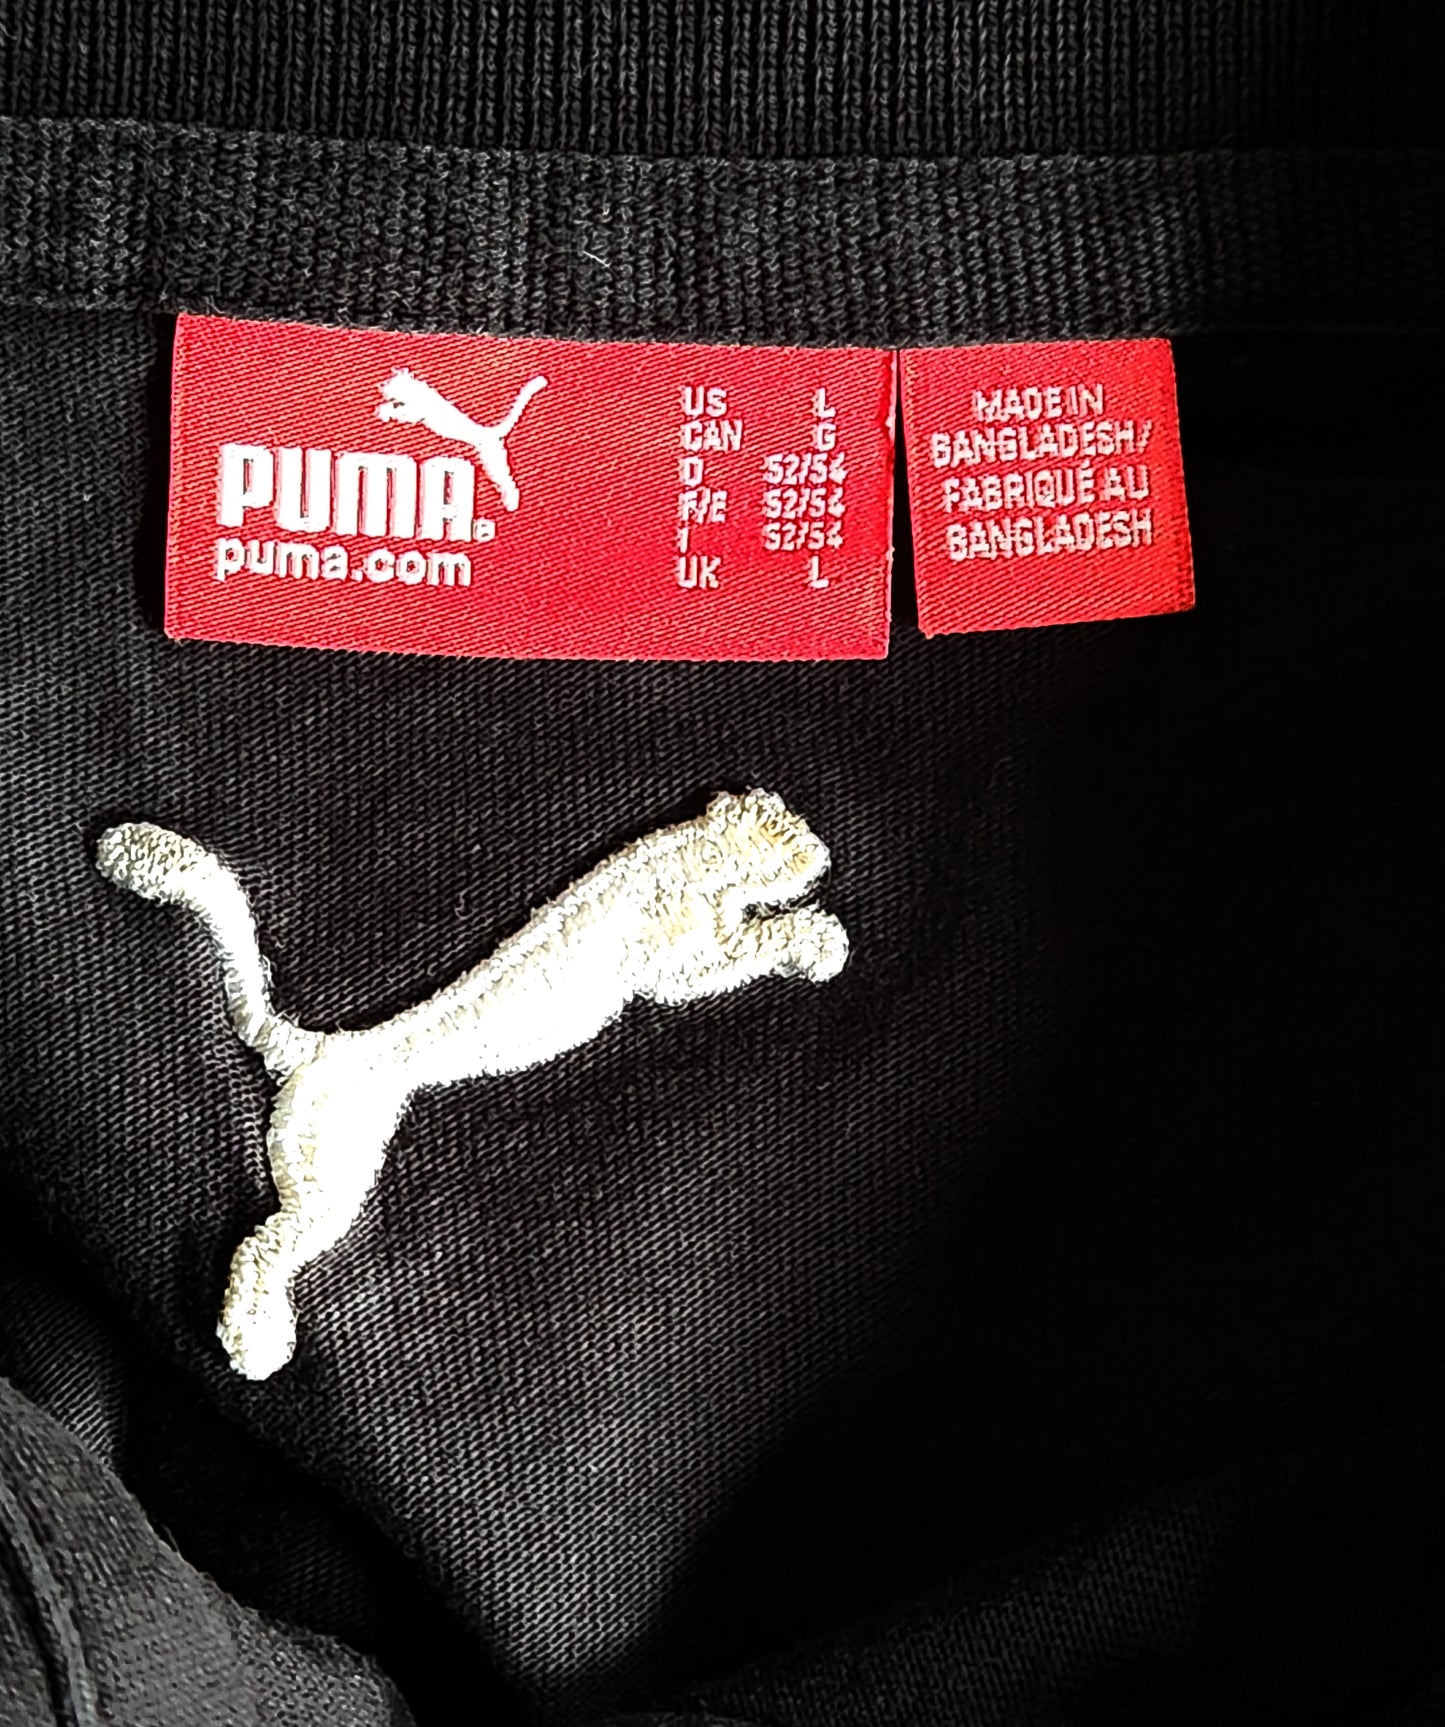 PUMA®
puma.com
US L
CAN G
D 52/54
F/E 52/54
I 52/54
UK L
MADE IN
BANGLADESH/
FABRIQUÉ AU
BANGLADESH